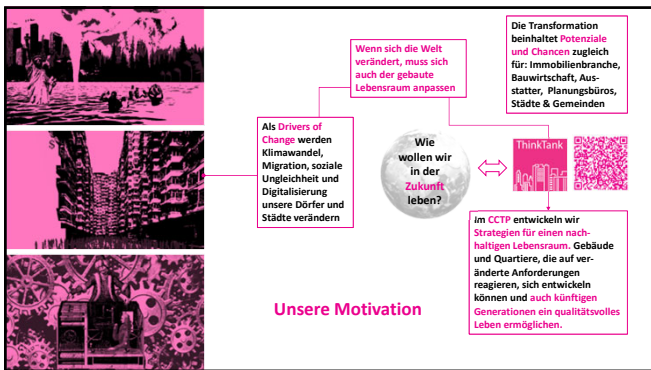 Wenn sich die Welt
verändert, muss sich
auch der gebaute
Lebensraum anpassen
Die Transformation
beinhaltet Potenziale
und Chancen zugleich
für: Immobilienbranche,
Bauwirtschaft, Aus-
statter, Planungsbüros,
Städte & Gemeinden
Als Drivers of
Change werden
Klimawandel,
Migration, soziale
Ungleichheit und
Digitalisierung
unsere Dörfer und
Städte verändern
Wie
wollen wir
in der
Zukunft
leben?
ThinkTank
Im CCTP entwickeln wir
Strategien für einen nach-
haltigen Lebensraum. Gebäude
und Quartiere, die auf ver-
änderte Anforderungen
reagieren, sich entwickeln
können und auch künftigen
Generationen ein qualitätsvolles
Leben ermöglichen.
Unsere Motivation